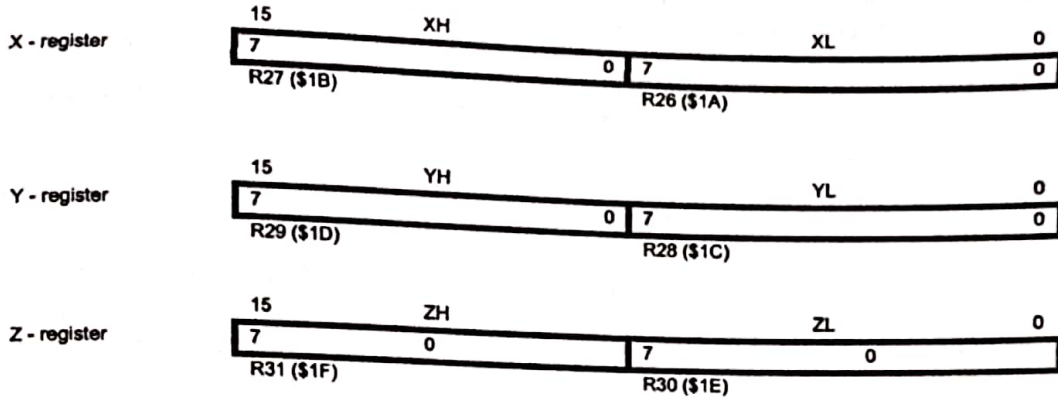 15 XH XL 0
X - register 7 0 7 0
R27 ($1B) R26 ($1A)
15 YH YL 0
Y - register 7 0 7 0
R29 ($1D) R28 ($1C)
15 ZH ZL 0
Z - register 7 0 7 0
R31 ($1F) R30 ($1E)